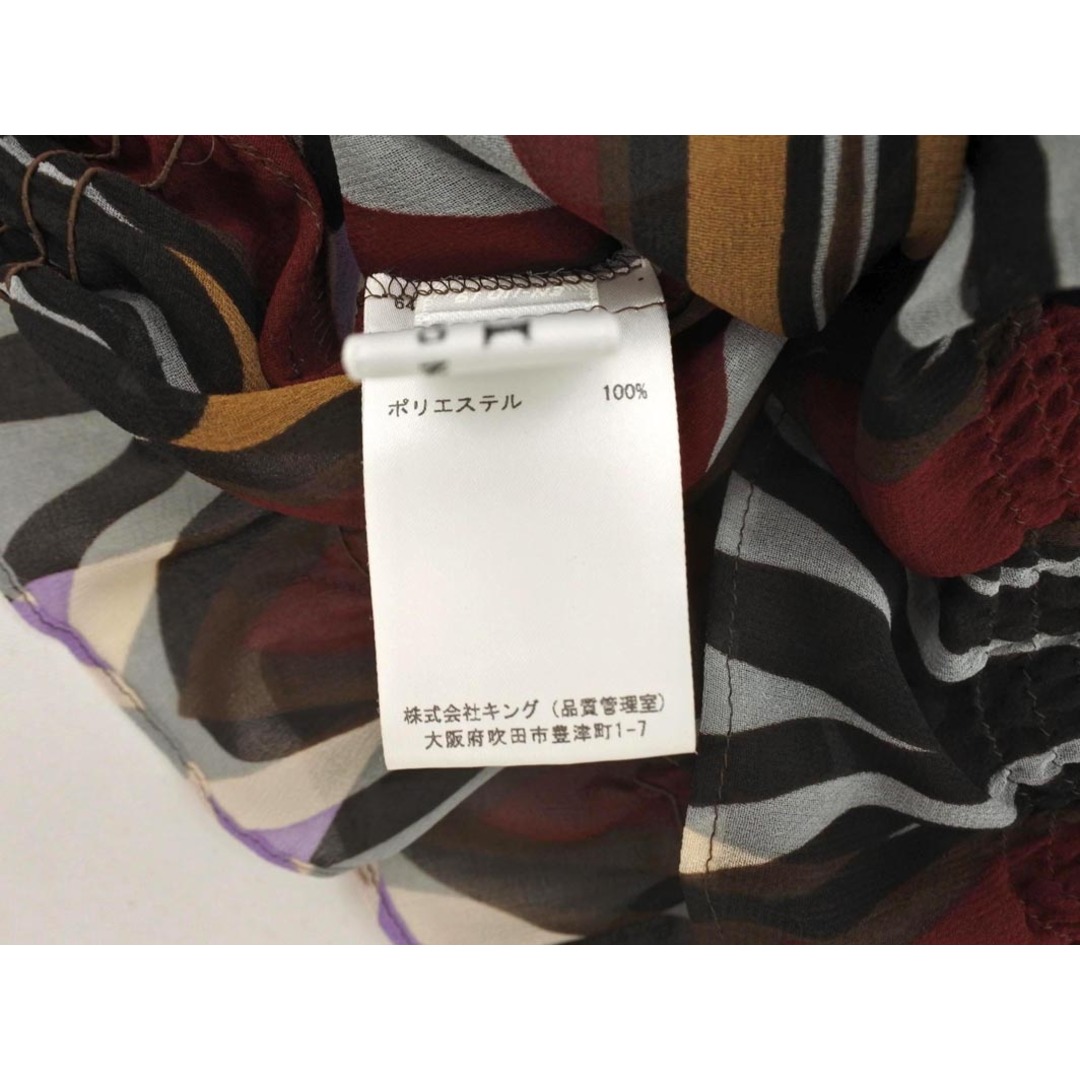 ポリエステル 100%
株式会社キング(品質管理室)
大阪府吹田市豊津町1-7